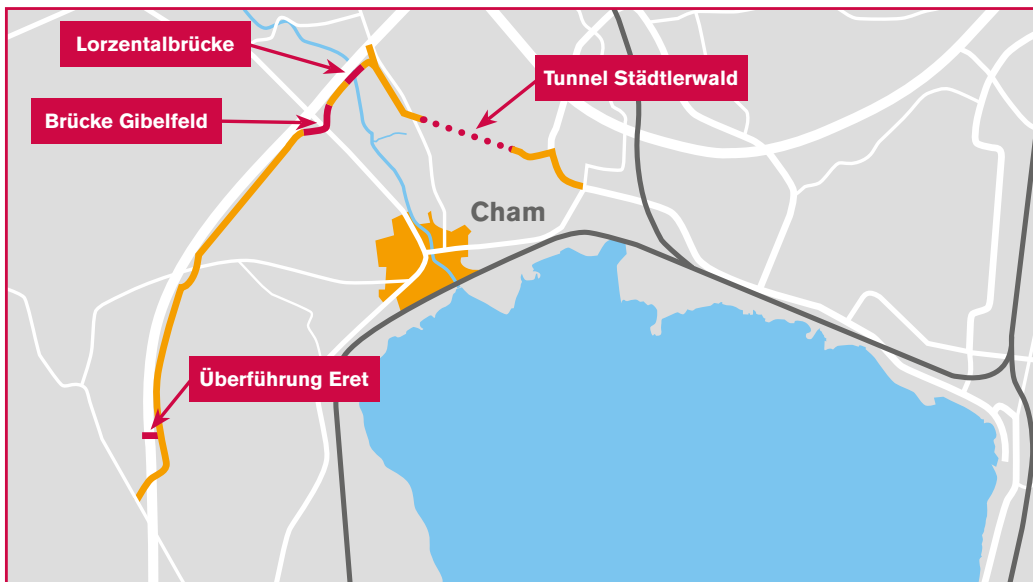 Lorzentalbrücke
Tunnel Städtlerwald
Brücke Gibelfeld
Cham
Überführung Eret